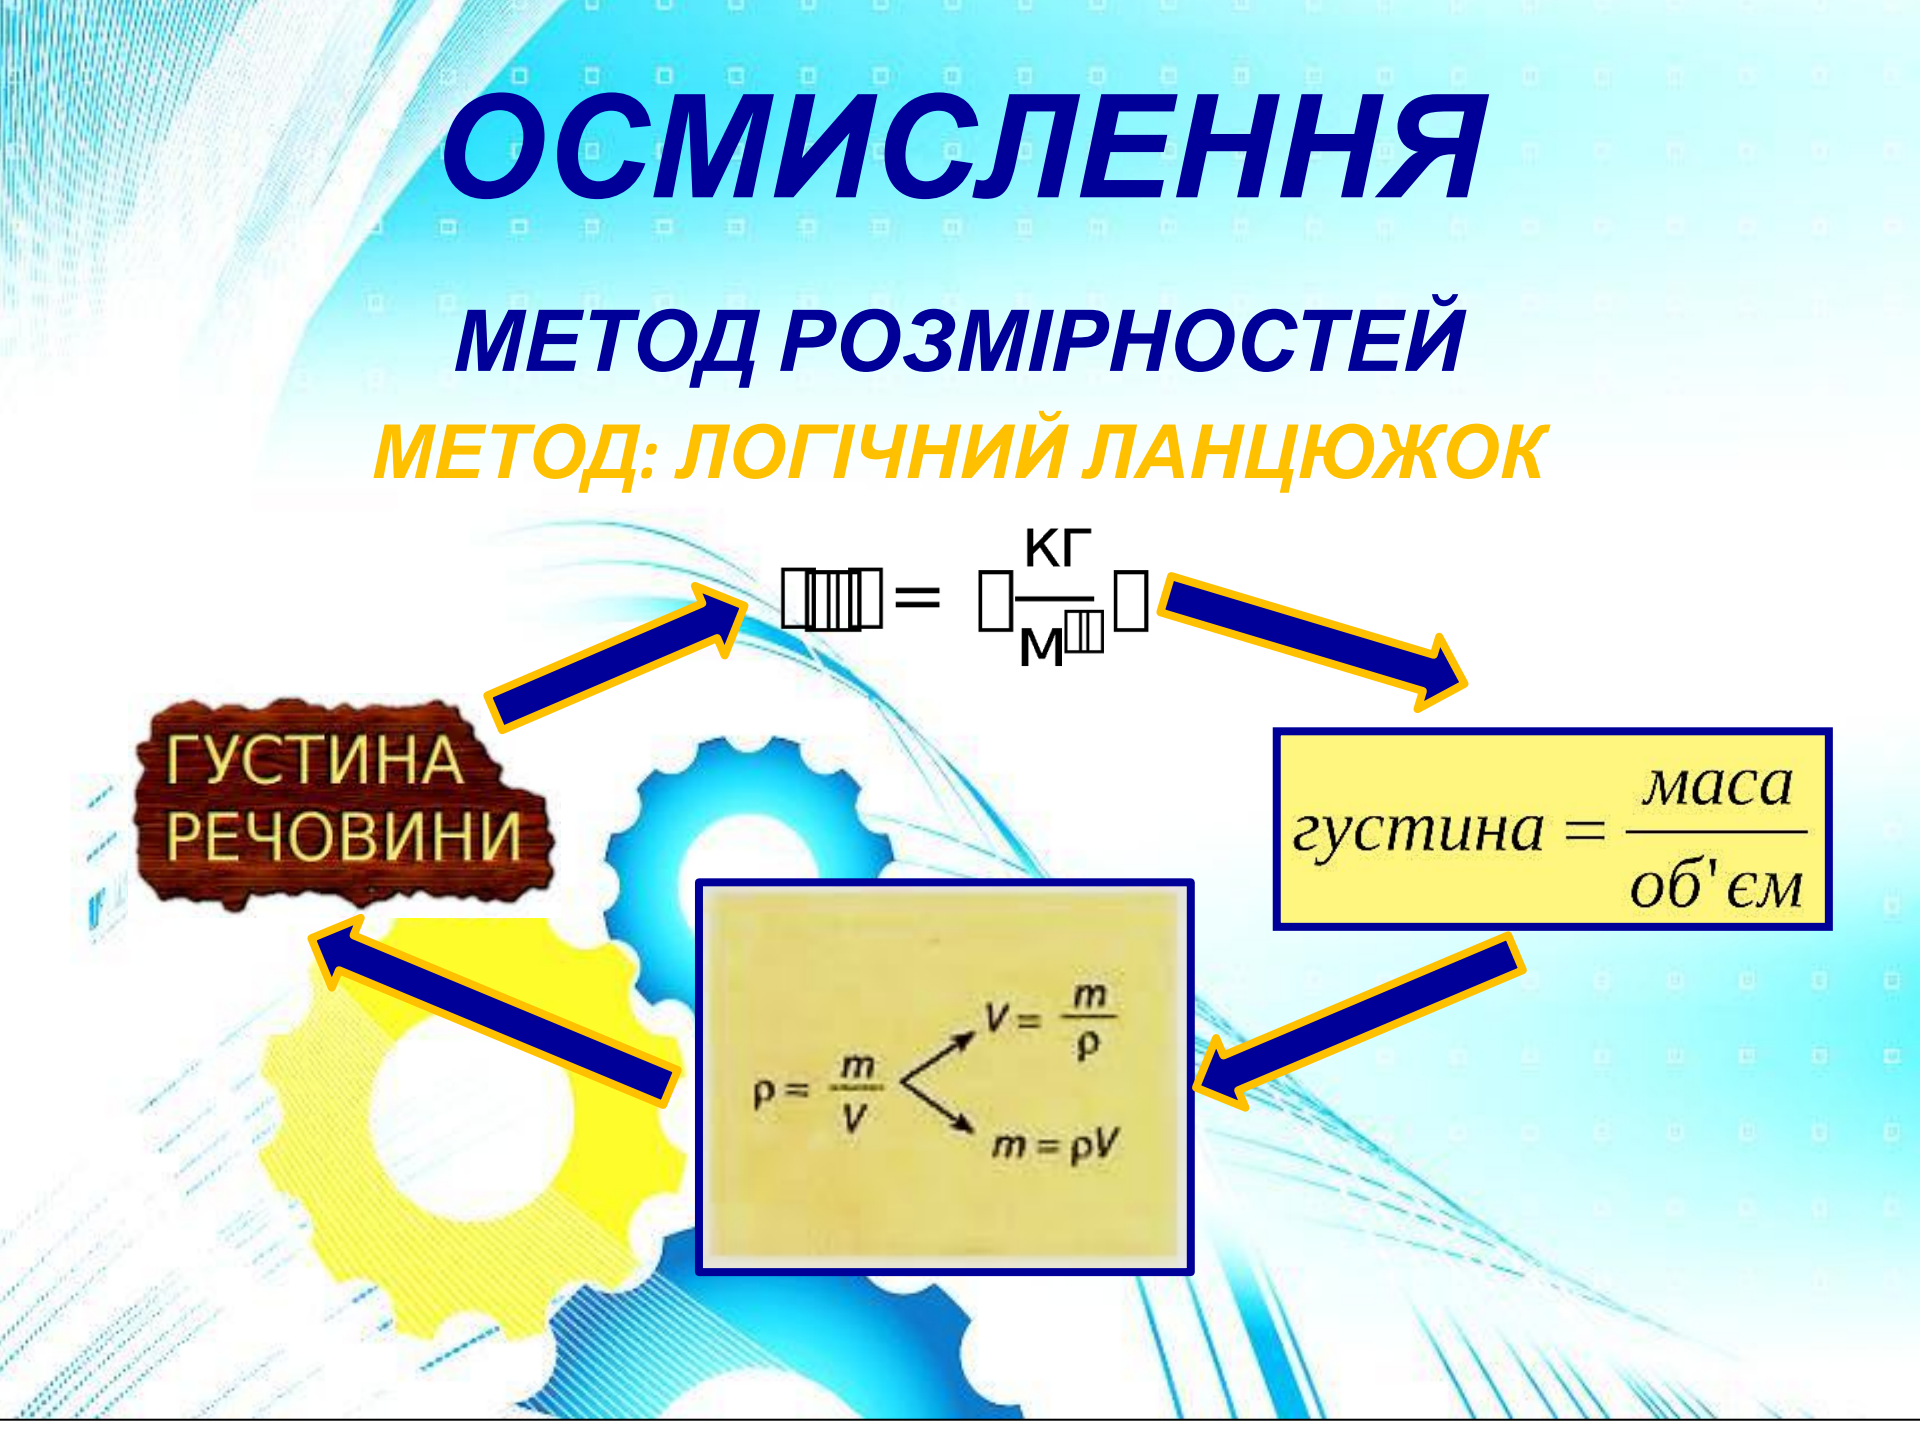 ОСМИСЛЕННЯ
МЕТОД РОЗМІРНОСТЕЙ
МЕТОД: ЛОГІЧНИЙ ЛАНЦЮЖОК
= кг
м
ГУСТИНА
РЕЧОВИНИ
густина = маса
об'єм
ρ = m
V
V = m
ρ
m = ρV